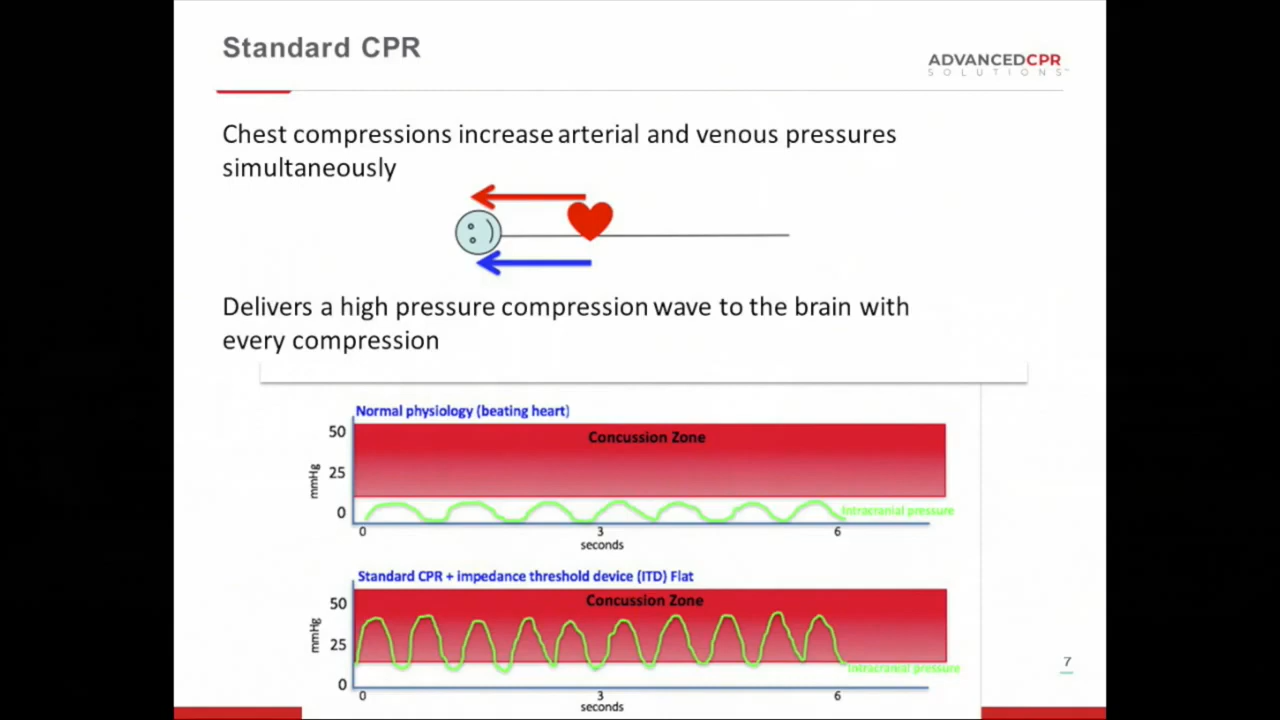 Standard CPR
ADVANCEDCPR
SOLUTIONS™
Chest compressions increase arterial and venous pressures
simultaneously
Delivers a high pressure compression wave to the brain with
every compression
Normal physiology (beating heart)
50
Concussion Zone
25
mmHg
0
Intracranial pressure
0
3
6
seconds
Standard CPR + impedance threshold device (ITD) Flat
50
Concussion Zone
25
mmHg
0
Intracranial pressure
0
3
6
seconds
7